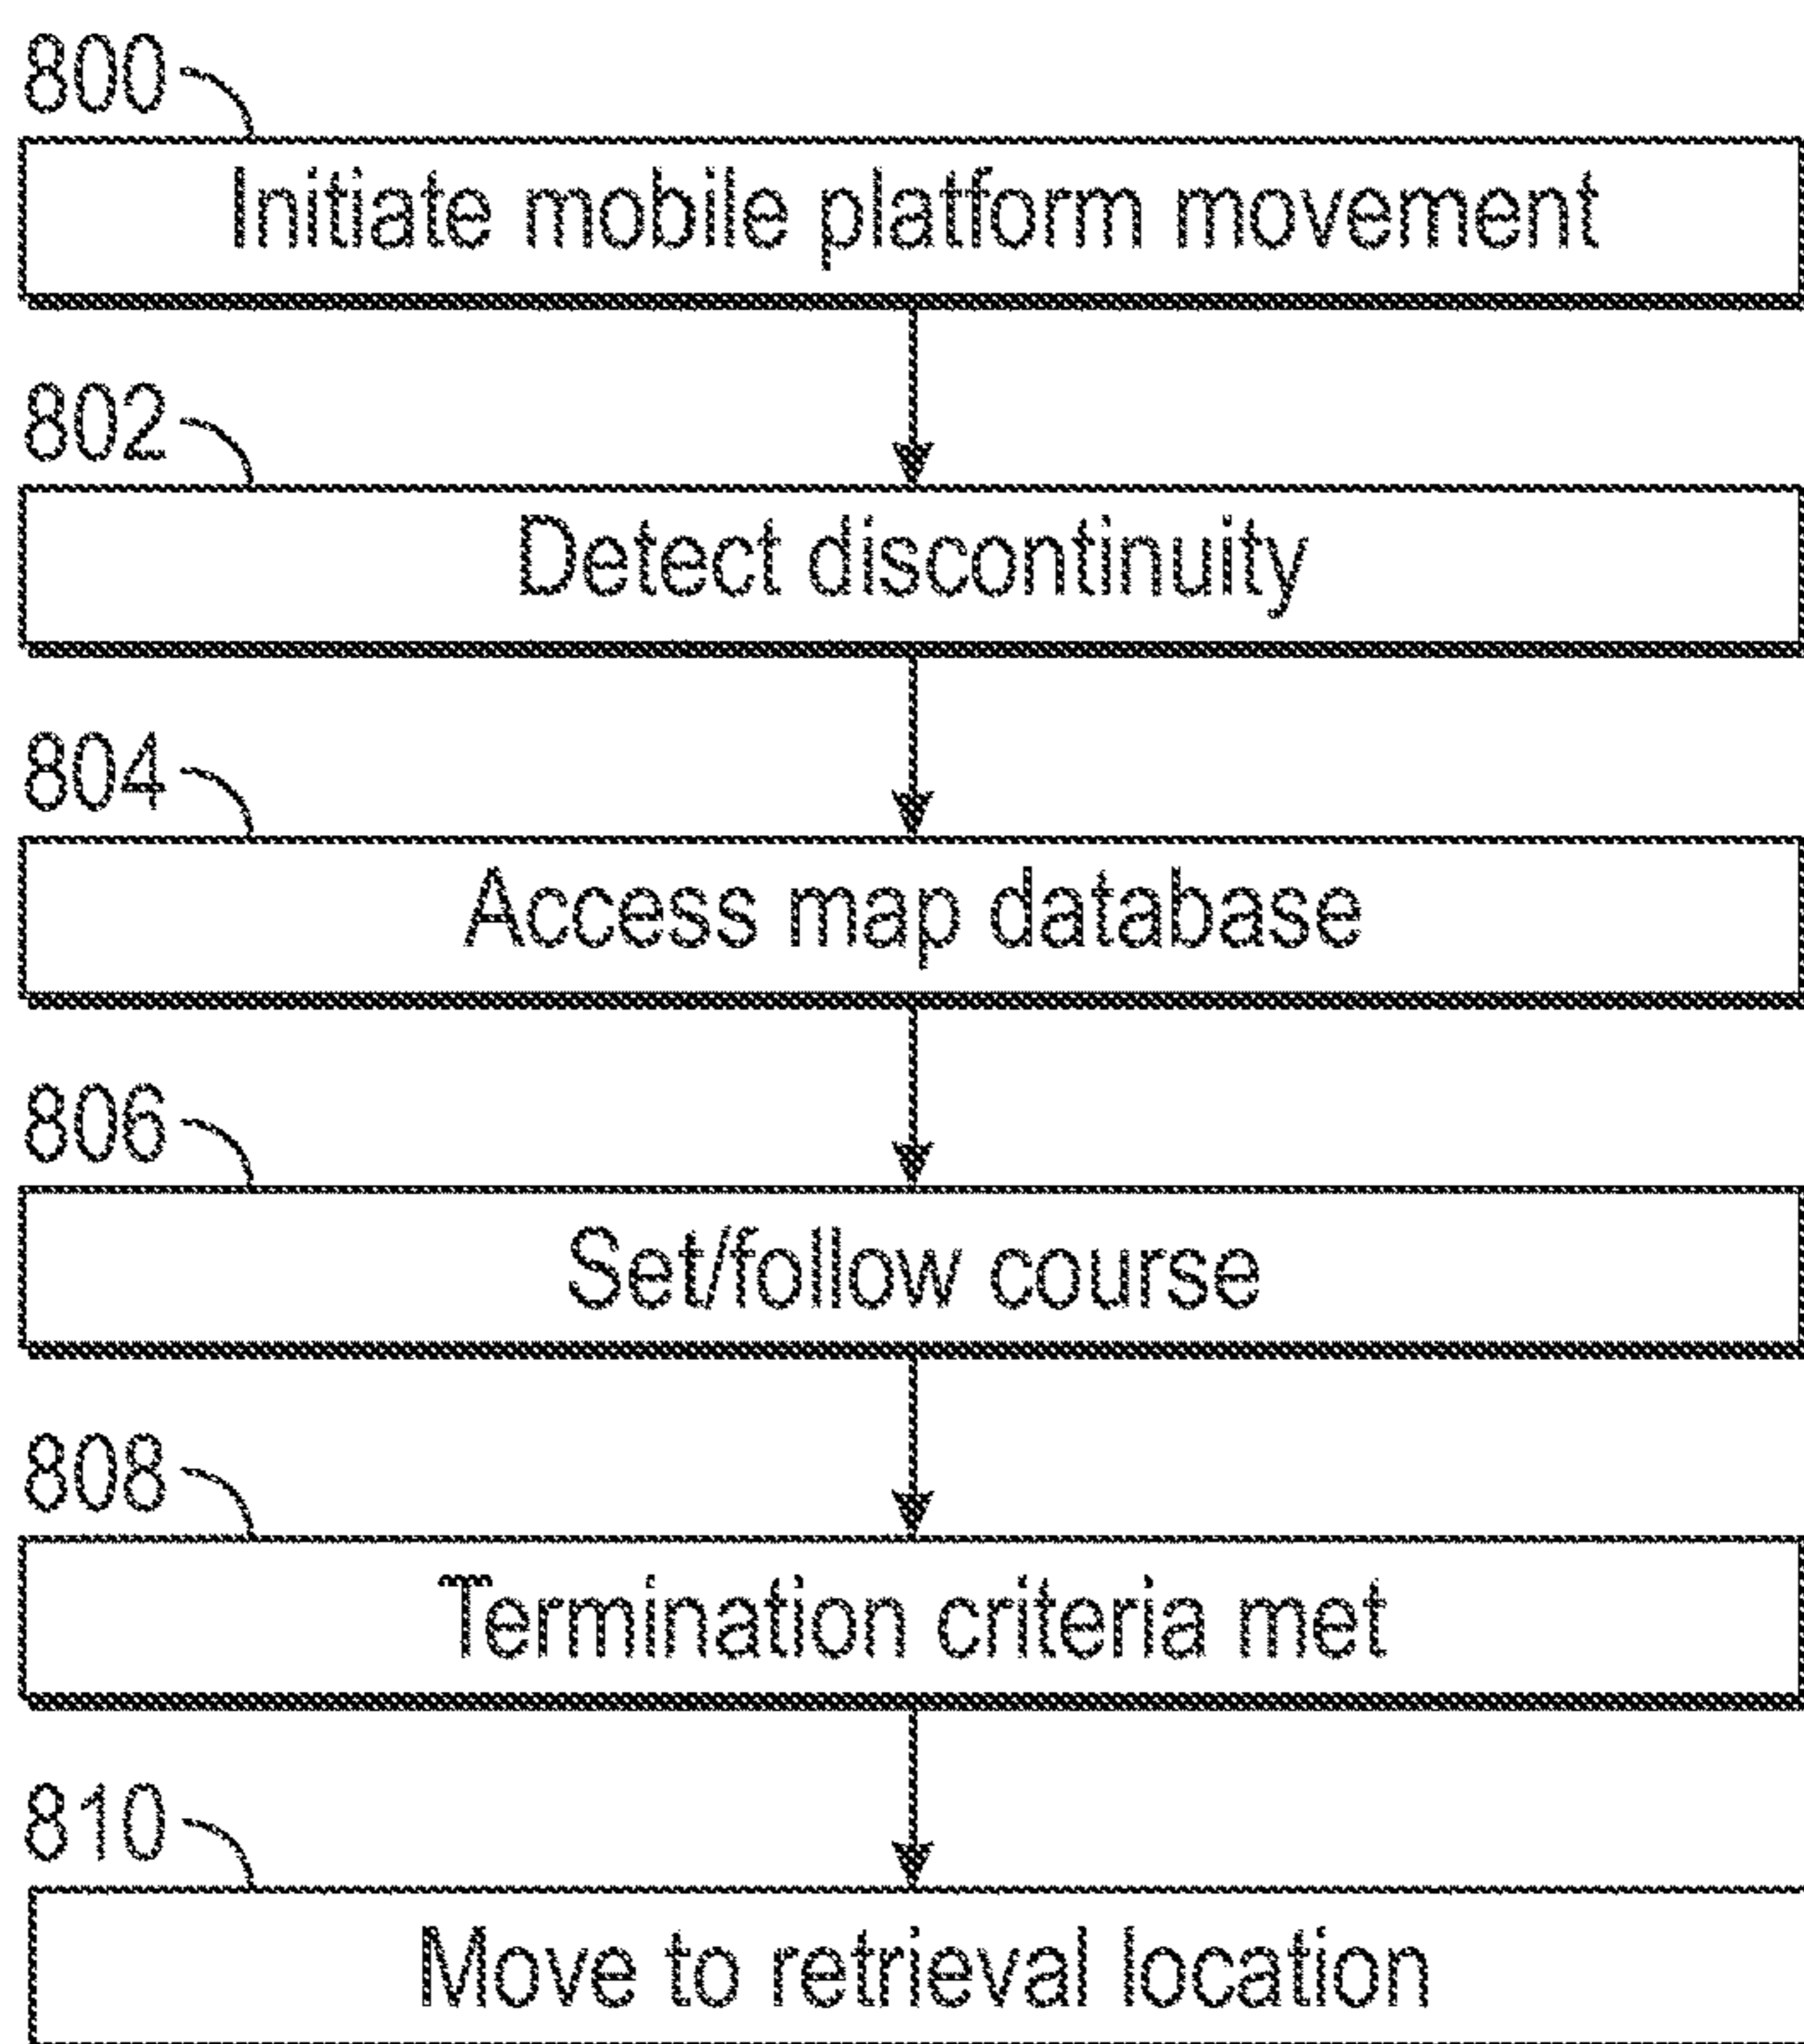 800
Initiate mobile platform movement
802
Detect discontinuity
804
Access map database
806
Set/follow course
808
Termination criteria met
810
Move to retrieval location